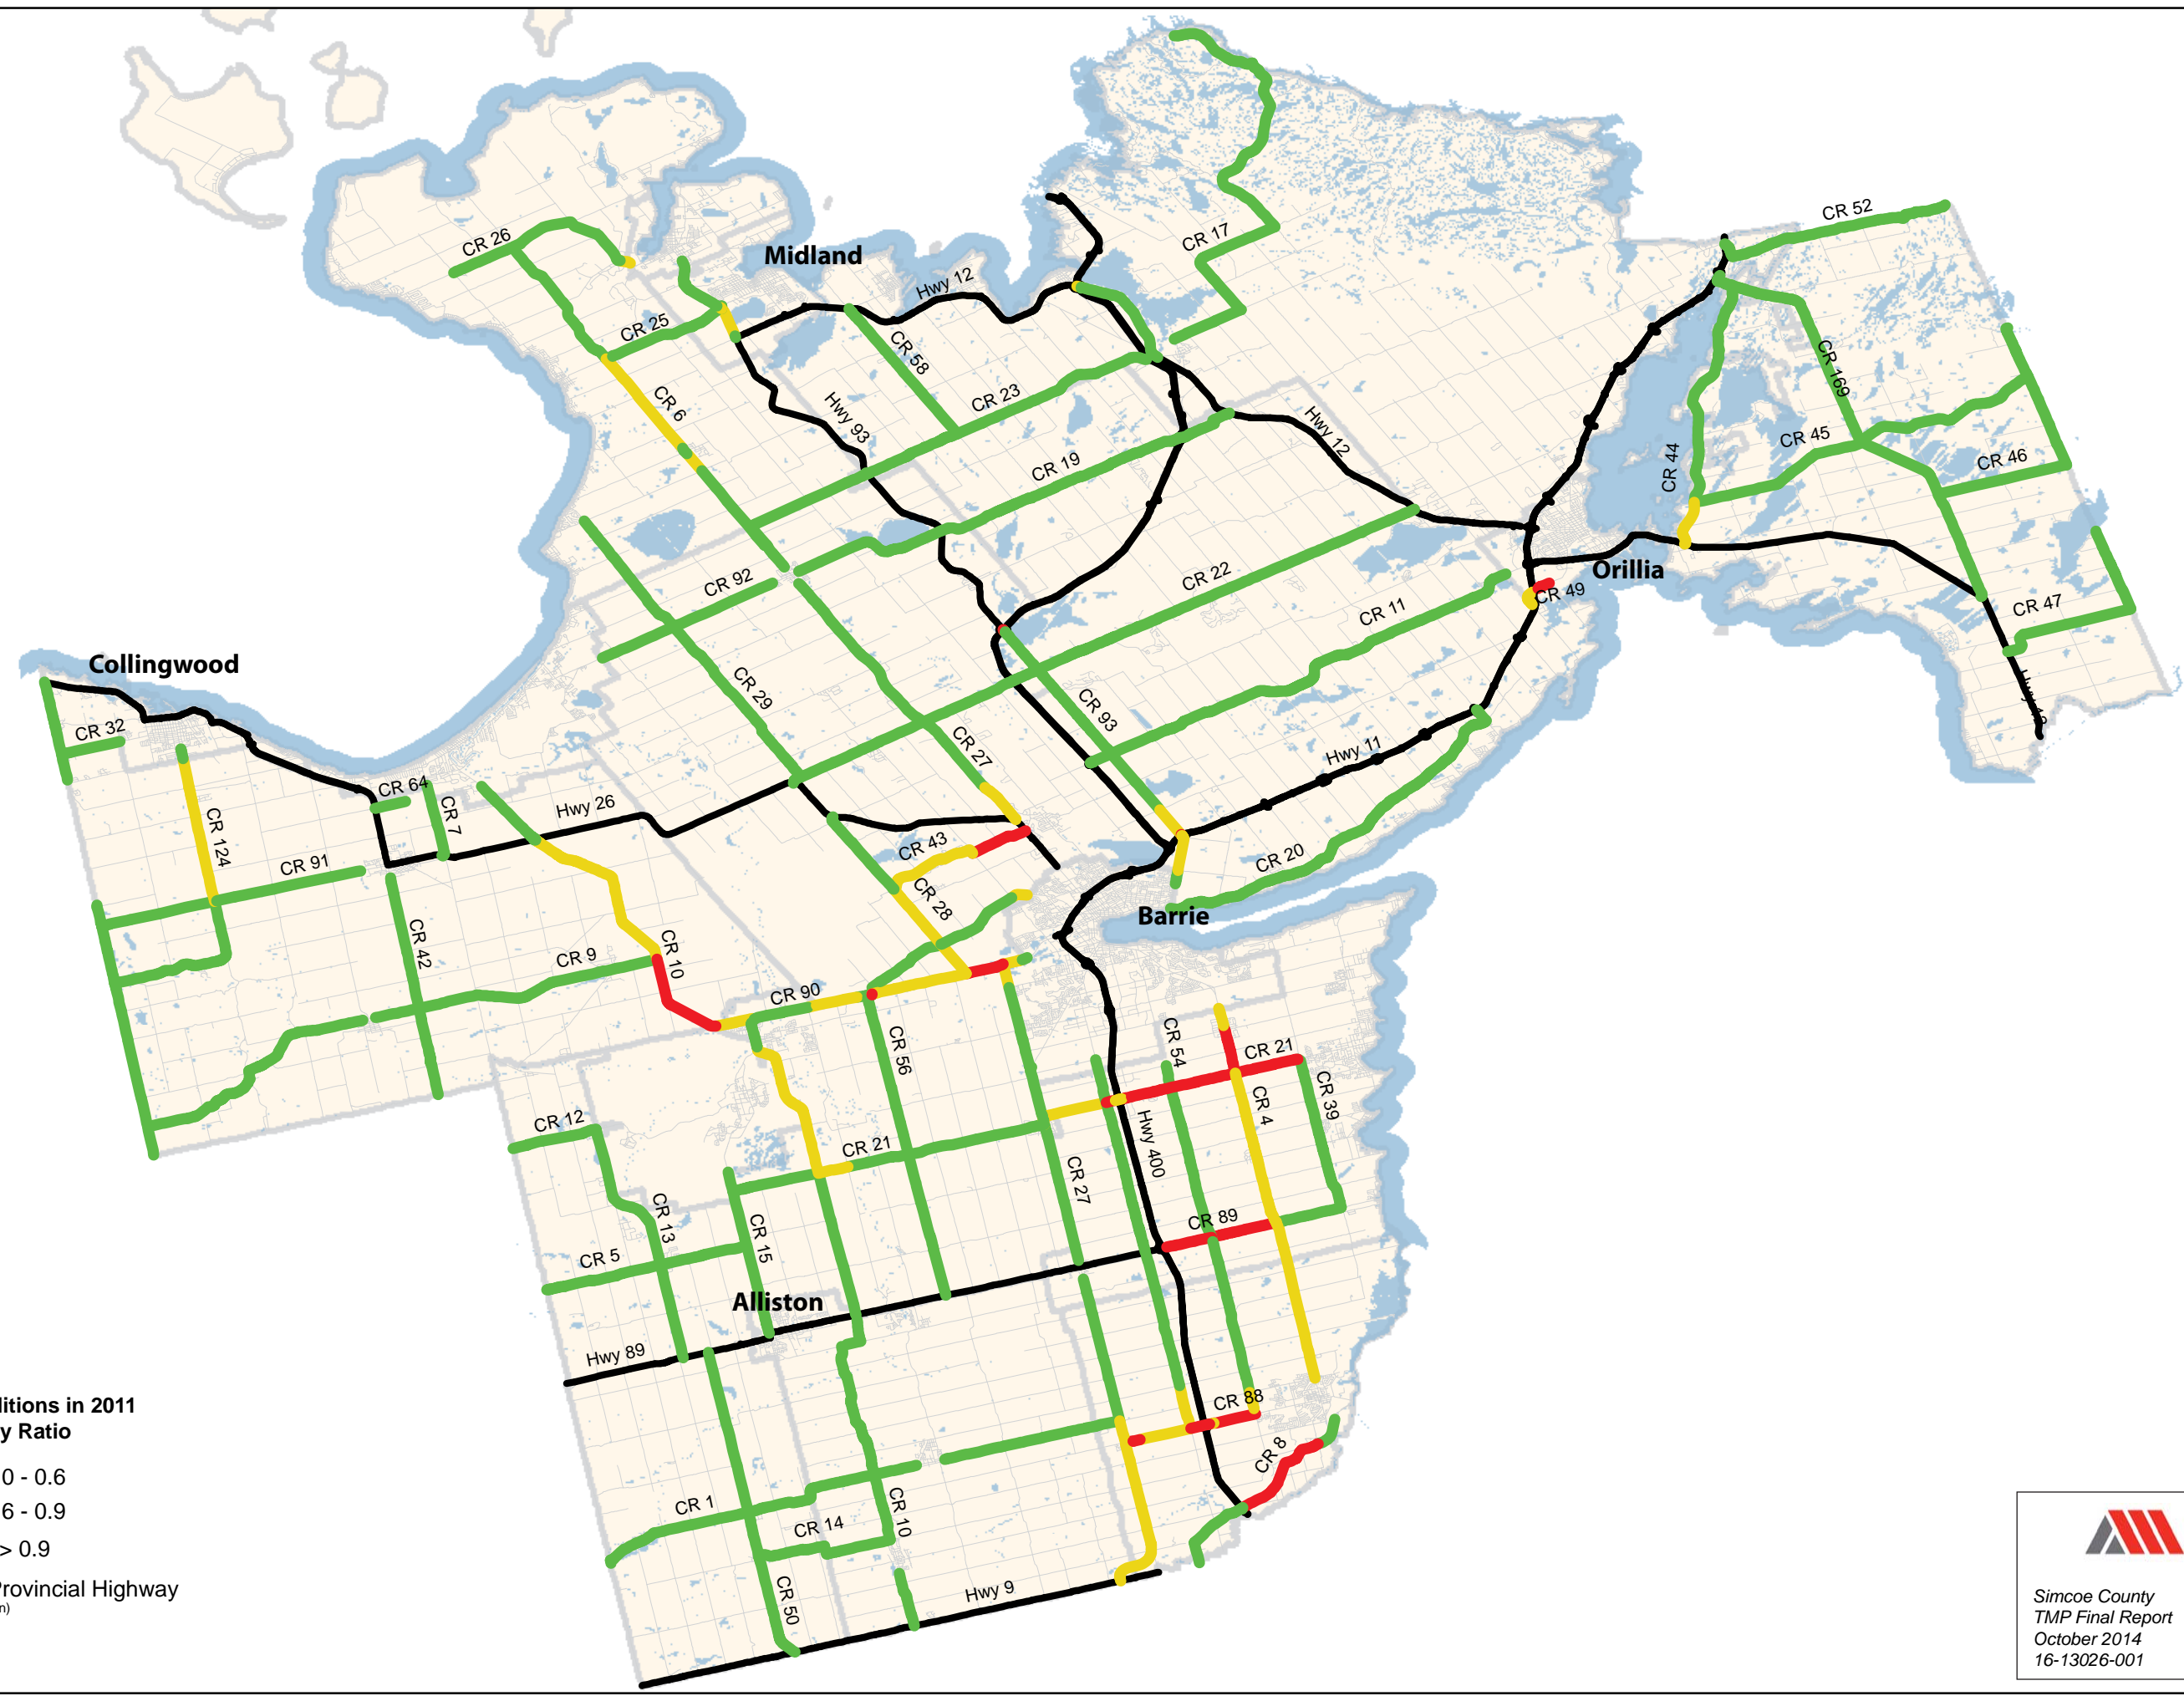 CR 52
CR 26
CR 17
Midland
Hwy 12
CR 25
CR 58
CR 169
CR 6
CR 23
Hwy 93
Hwy 12
CR 45
CR 44
CR 46
CR 19
Orillia
CR 92
CR 22
CR 49
CR 11
CR 47
Collingwood
CR 29
CR 93
CR 32
CR 27
Hwy 11
CR 64
CR 7
Hwy 26
CR 124
CR 43
CR 20
CR 91
CR 28
Barrie
CR 42
CR 10
CR 9
CR 90
CR 56
CR 54
CR 21
CR 39
CR 4
CR 12
Hwy 400
CR 21
CR 27
CR 13
CR 15
CR 89
CR 5
Alliston
Hwy 89
CR 88
CR 8
CR 1
CR 10
CR 14
CR 50
Hwy 9
ditions in 2011
y Ratio
0 - 0.6
6 - 0.9
> 0.9
Provincial Highway
n)
Simcoe County
TMP Final Report
October 2014
16-13026-001